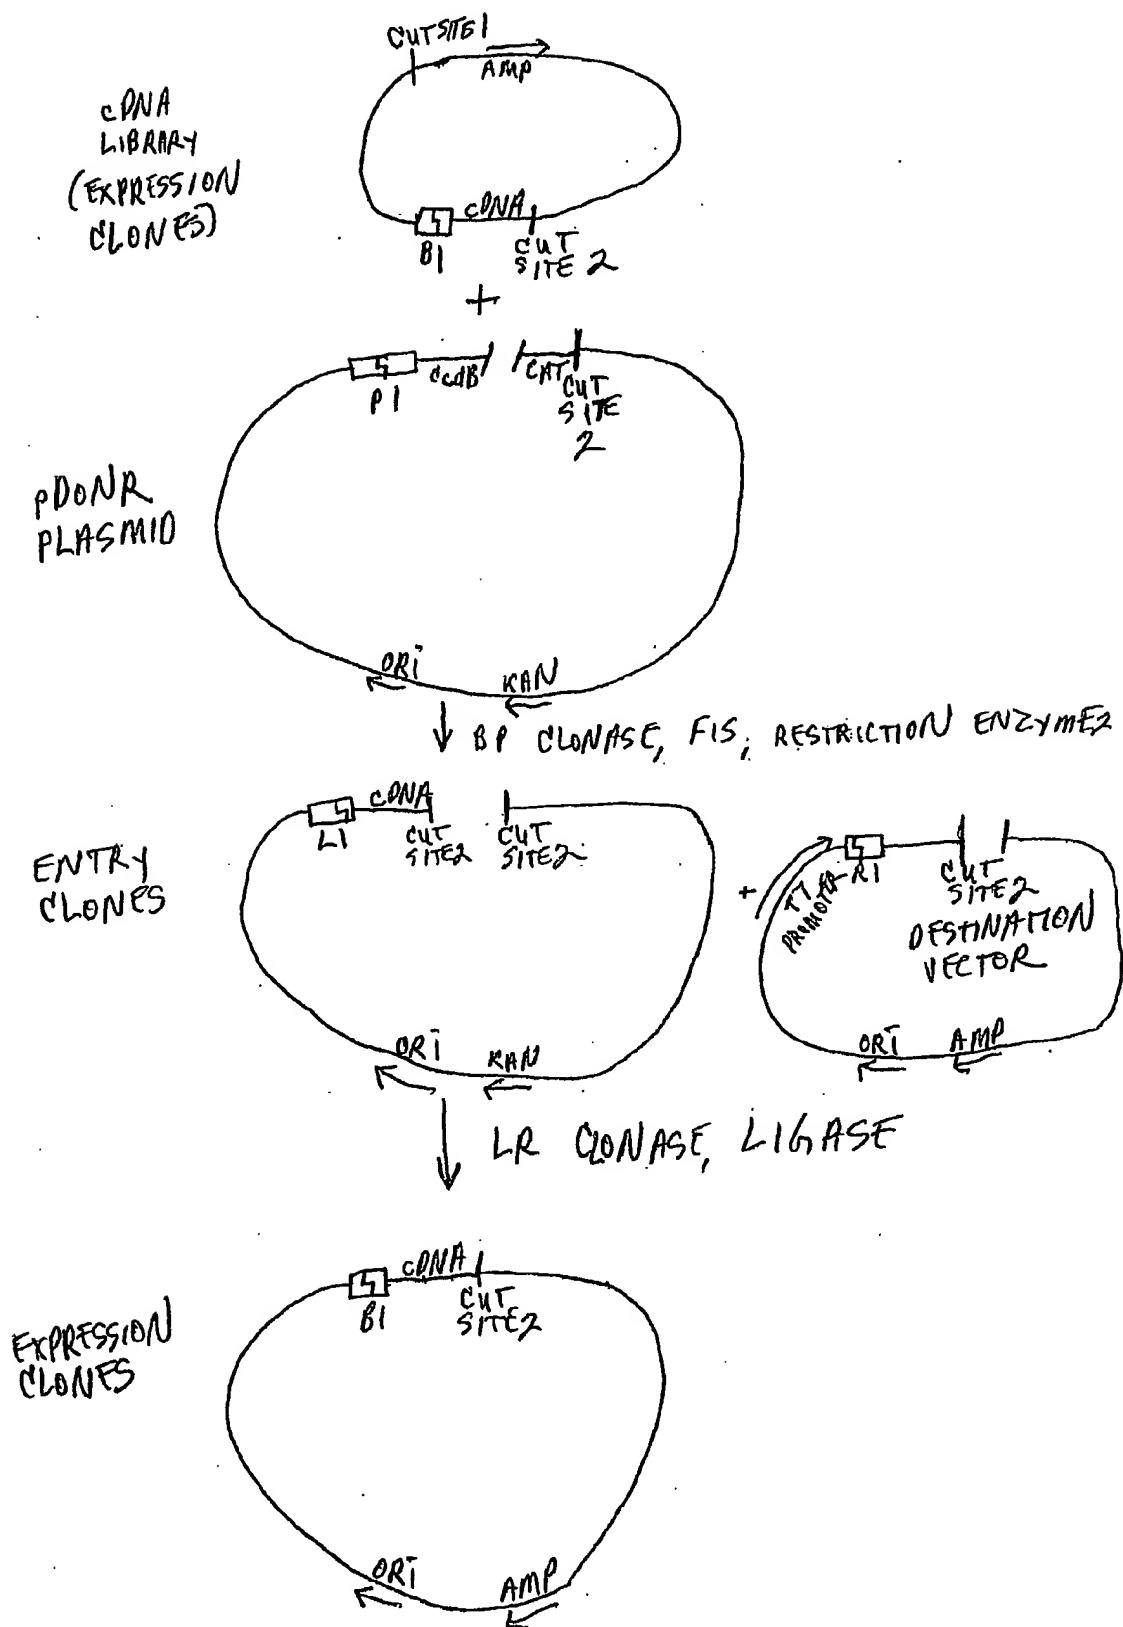 CUT SITE 1
AMP
cDNA
LIBRARY
(EXPRESSION
CLONES)
B1
cDNA
CUT
SITE 2
+
P1
CcdB
CAT
CUT
SITE
2
pDONR
PLASMID
ORI
KAN
BP CLONASE, FIS, RESTRICTION ENZYME2
ENTRY
CLONES
L1
cDNA
CUT
SITE2
CUT
SITE2
ORI
KAN
+
T7
PROMOTER
R1
CUT
SITE2
DESTINATION
VECTOR
ORI
AMP
LR CLONASE, LIGASE
EXPRESSION
CLONES
B1
cDNA
CUT
SITE2
ORI
AMP